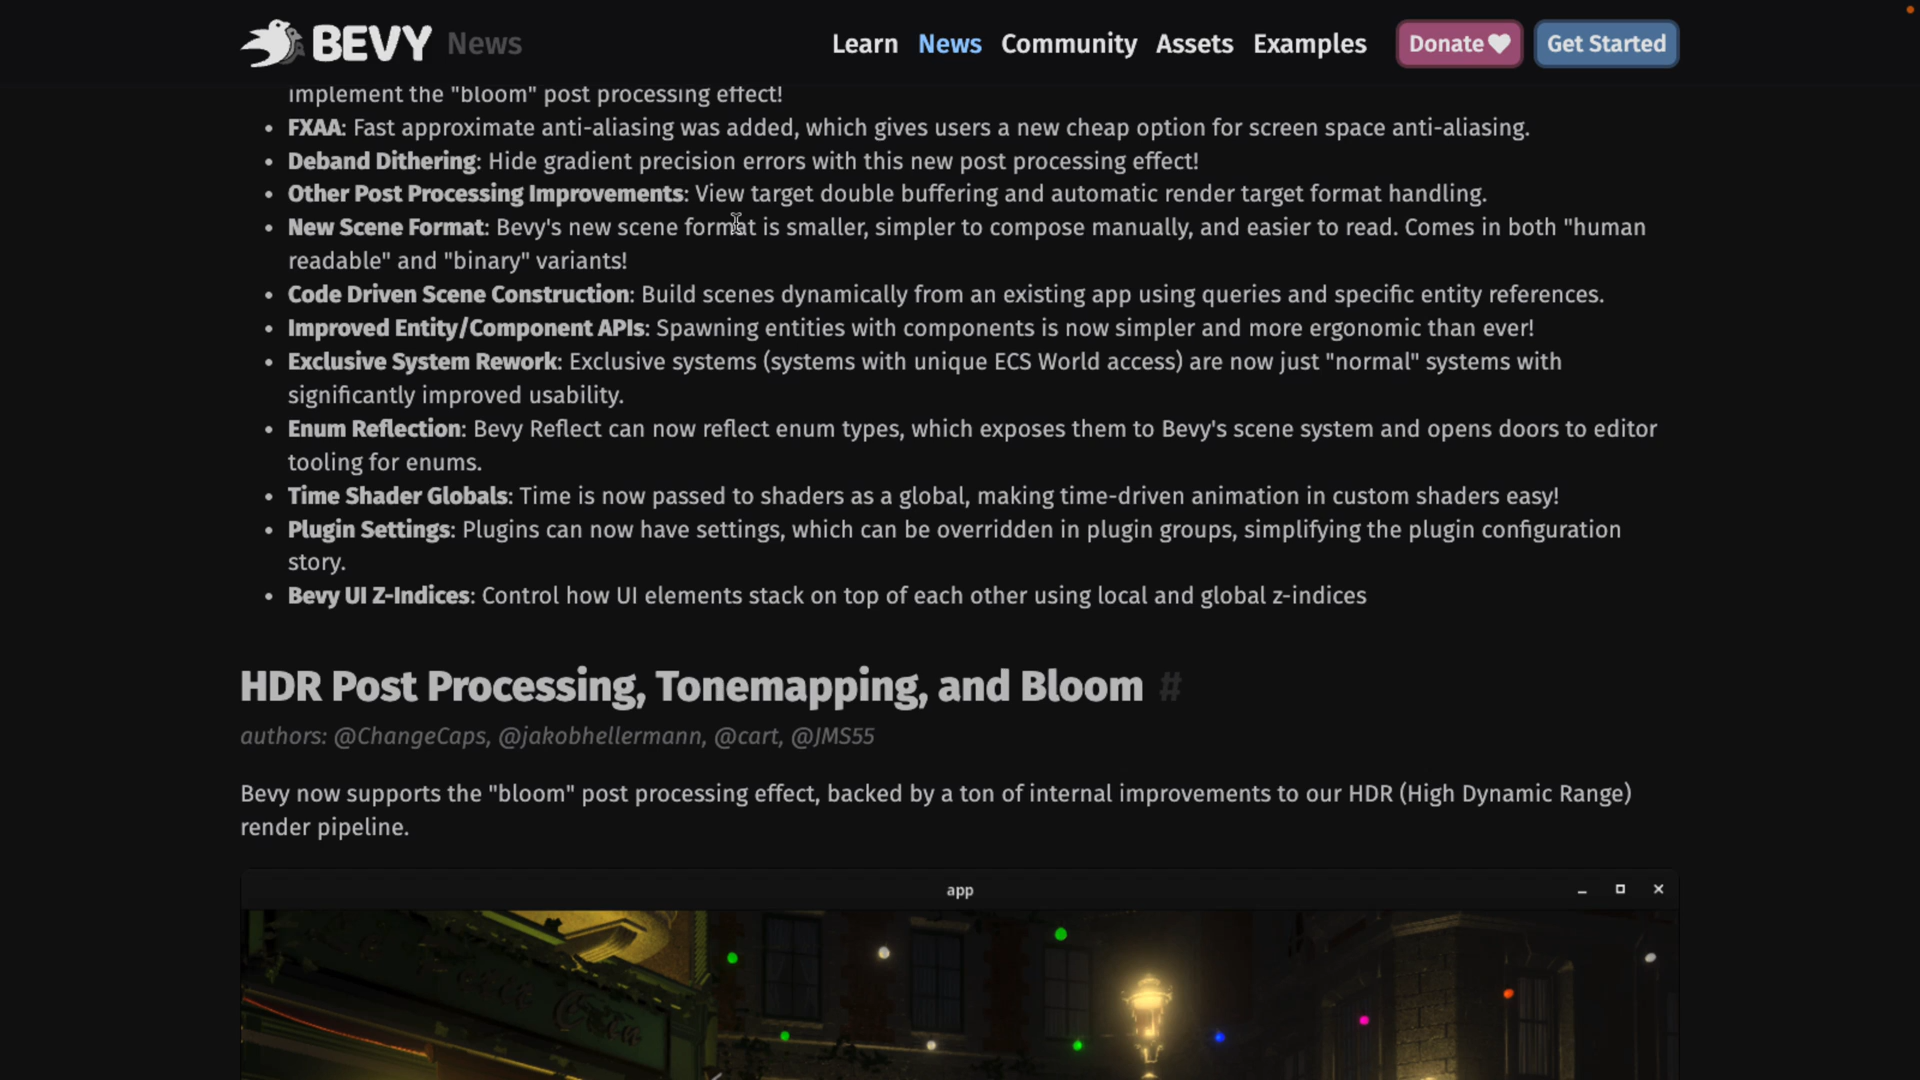 BEVY News Learn News Community Assets Examples Donate Get Started
implement the "bloom" post processing effect!
• FXAA: Fast approximate anti-aliasing was added, which gives users a new cheap option for screen space anti-aliasing.
• Deband Dithering: Hide gradient precision errors with this new post processing effect!
• Other Post Processing Improvements: View target double buffering and automatic render target format handling.
• New Scene Format: Bevy's new scene format is smaller, simpler to compose manually, and easier to read. Comes in both "human
readable" and "binary" variants!
• Code Driven Scene Construction: Build scenes dynamically from an existing app using queries and specific entity references.
• Improved Entity/Component APIs: Spawning entities with components is now simpler and more ergonomic than ever!
• Exclusive System Rework: Exclusive systems (systems with unique ECS World access) are now just "normal" systems with
significantly improved usability.
• Enum Reflection: Bevy Reflect can now reflect enum types, which exposes them to Bevy's scene system and opens doors to editor
tooling for enums.
• Time Shader Globals: Time is now passed to shaders as a global, making time-driven animation in custom shaders easy!
• Plugin Settings: Plugins can now have settings, which can be overridden in plugin groups, simplifying the plugin configuration
story.
• Bevy UI Z-Indices: Control how UI elements stack on top of each other using local and global z-indices
HDR Post Processing, Tonemapping, and Bloom #
authors: @ChangeCaps, @jakobhellermann, @cart, @JMS55
Bevy now supports the "bloom" post processing effect, backed by a ton of internal improvements to our HDR (High Dynamic Range)
render pipeline.
app